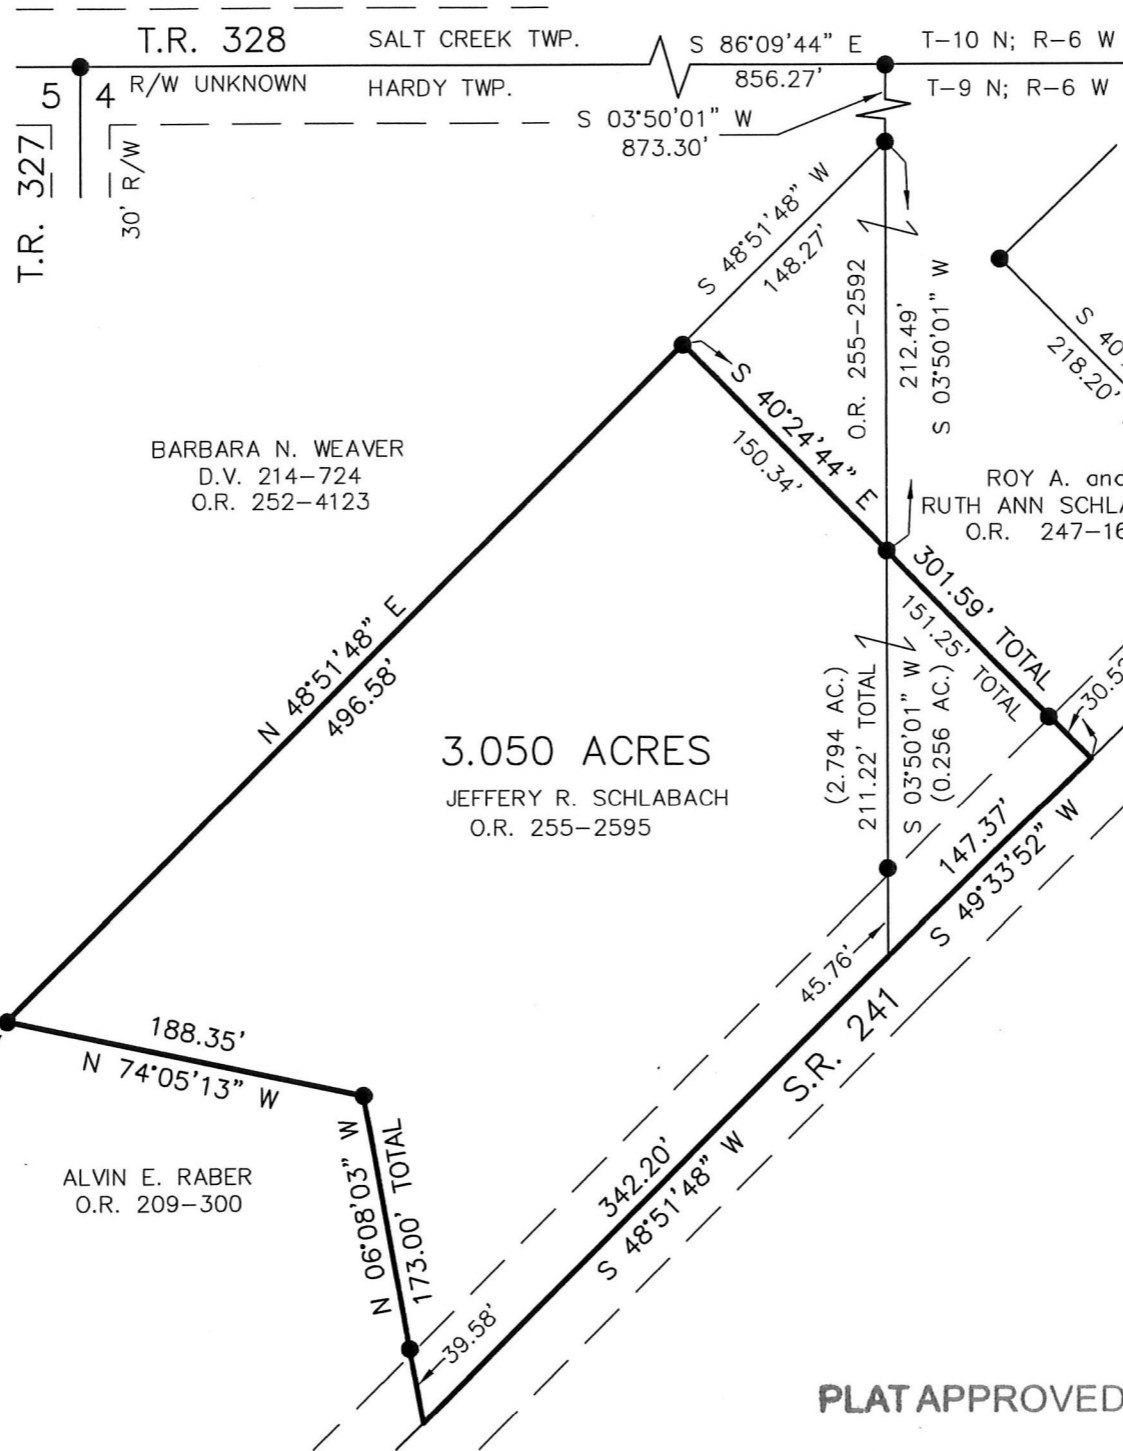 T.R. 328
SALT CREEK TWP.
S 86°09'44" E
T-10 N; R-6 W
5
4
R/W UNKNOWN
HARDY TWP.
856.27'
T-9 N; R-6 W
S 03°50'01" W
873.30'
T.R. 327
30' R/W
S 48°51'48" W
148.27'
O.R. 255-2592
212.49'
S 03°50'01" W
S 40°
218.20'
S 40°24'44" E
150.34'
BARBARA N. WEAVER
D.V. 214-724
O.R. 252-4123
ROY A. and
RUTH ANN SCHLA
O.R. 247-16
301.59' TOTAL
151.25' TOTAL
30.52
N 48°51'48" E
496.58'
3.050 ACRES
JEFFERY R. SCHLABACH
O.R. 255-2595
(2.794 AC.)
211.22' TOTAL
S 03°50'01" W
(0.256 AC.)
147.37'
S 49°33'52" W
45.76'
S.R. 241
188.35'
N 74°05'13" W
ALVIN E. RABER
O.R. 209-300
N 06°08'03" W
173.00' TOTAL
342.20'
S 48°51'48" W
39.58'
PLAT APPROVED